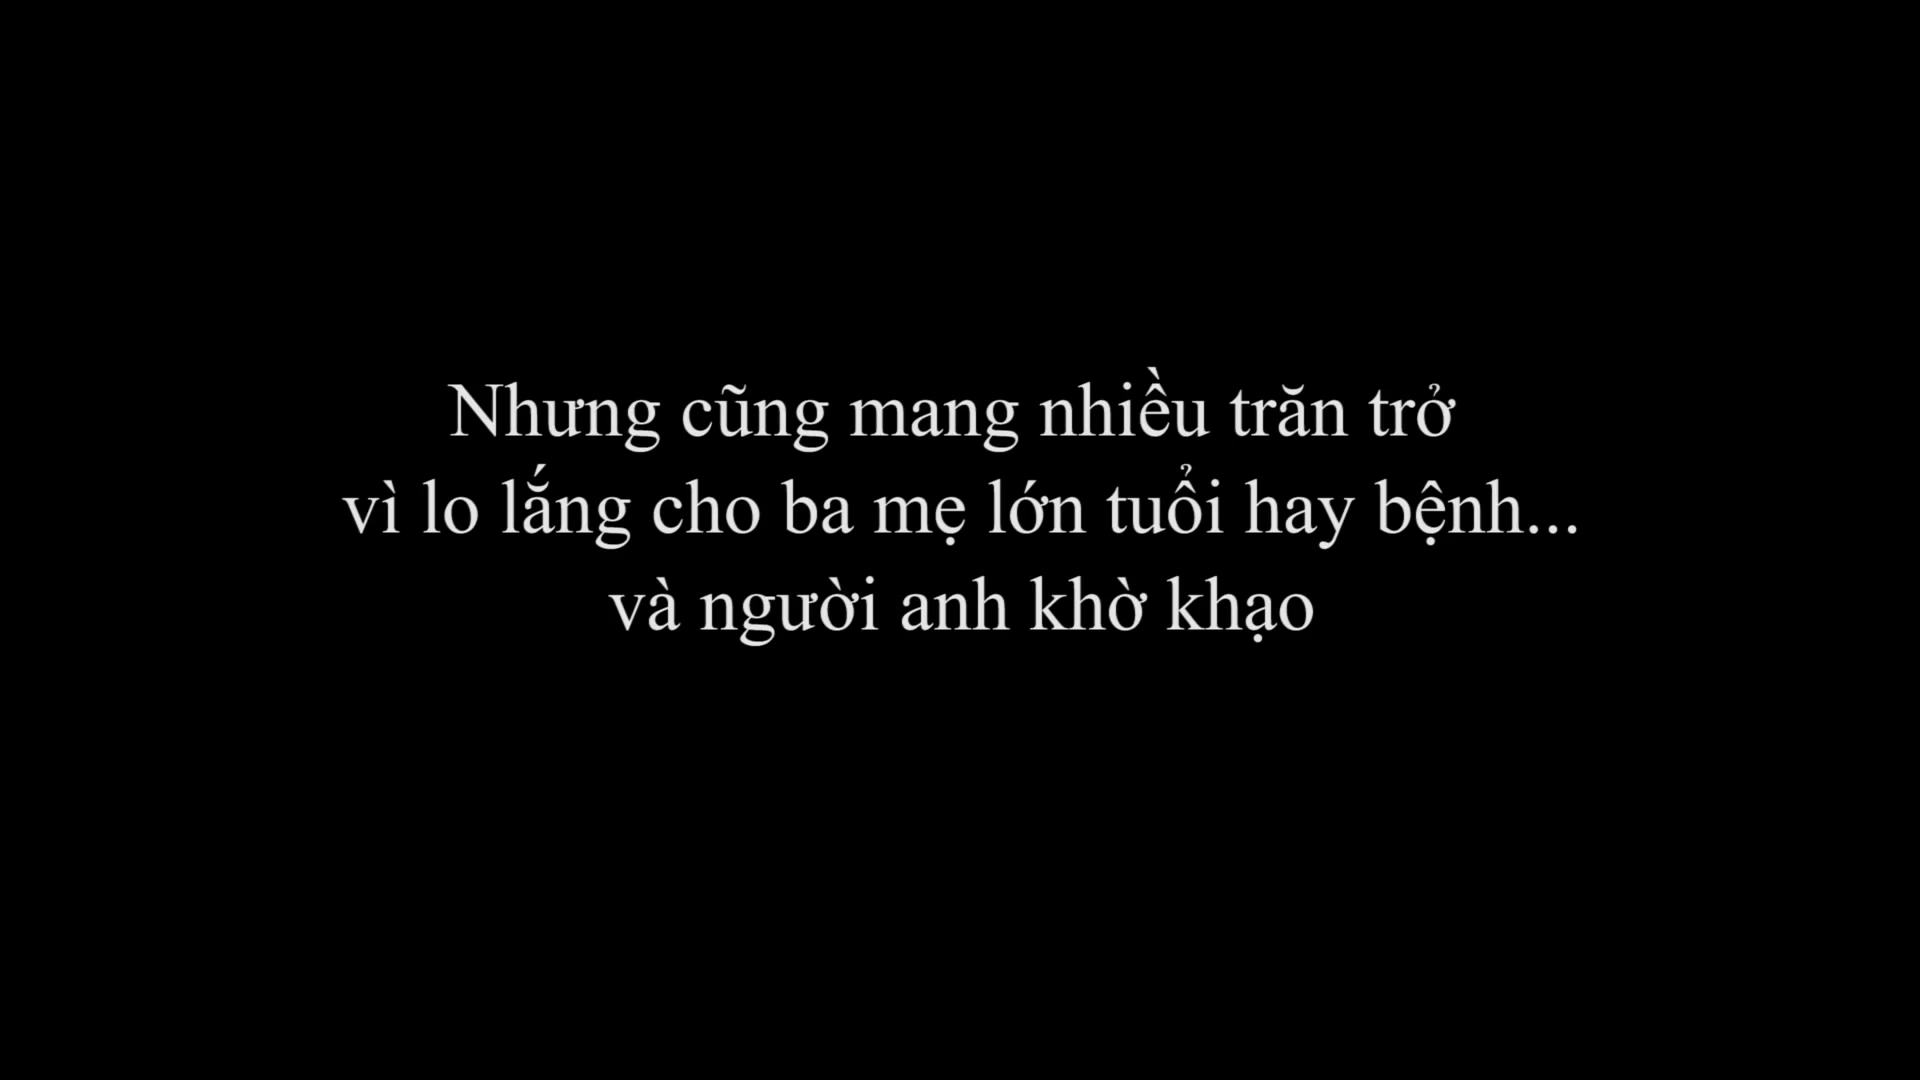 Nhưng cũng mang nhiều trăn trở
vì lo lắng cho ba mẹ lớn tuổi hay bệnh...
và người anh khờ khạo